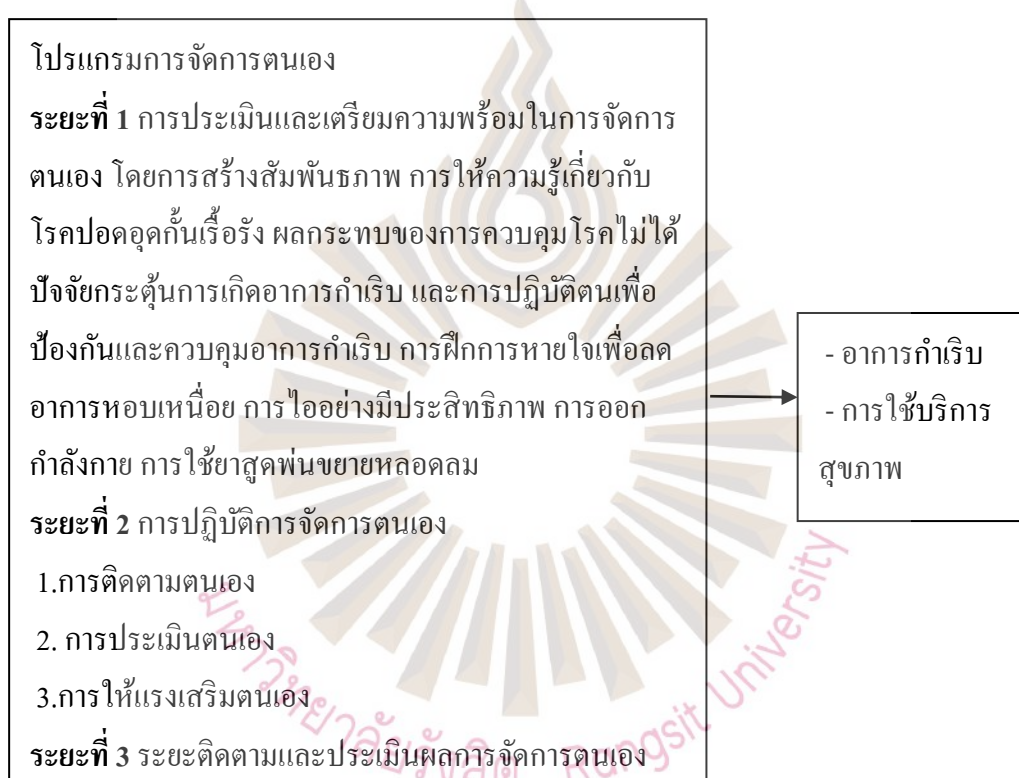 โปรแกรมการจัดการตนเอง
ระยะที่ 1 การประเมินและเตรียมความพร้อมในการจัดการ
ตนเอง โดยการสร้างสัมพันธภาพ การให้ความรู้เกี่ยวกับ
โรคปอดอุดกั้นเรื้อรัง ผลกระทบของการควบคุมโรคไม่ได้
ปัจจัยกระตุ้นการเกิดอาการกำเริบ และการปฏิบัติตนเพื่อ
ป้องกันและควบคุมอาการกำเริบ การฝึกการหายใจเพื่อลด
อาการหอบเหนื่อย การไออย่างมีประสิทธิภาพ การออก
กำลังกาย การใช้ยาสูดพ่นขยายหลอดลม
ระยะที่ 2 การปฏิบัติการจัดการตนเอง
1.การติดตามตนเอง
2. การประเมินตนเอง
3.การให้แรงเสริมตนเอง
ระยะที่ 3 ระยะติดตามและประเมินผลการจัดการตนเอง
- อาการกำเริบ
- การใช้บริการ
สุขภาพ
มหาวิทยาลัยรังสิต Rangsit University